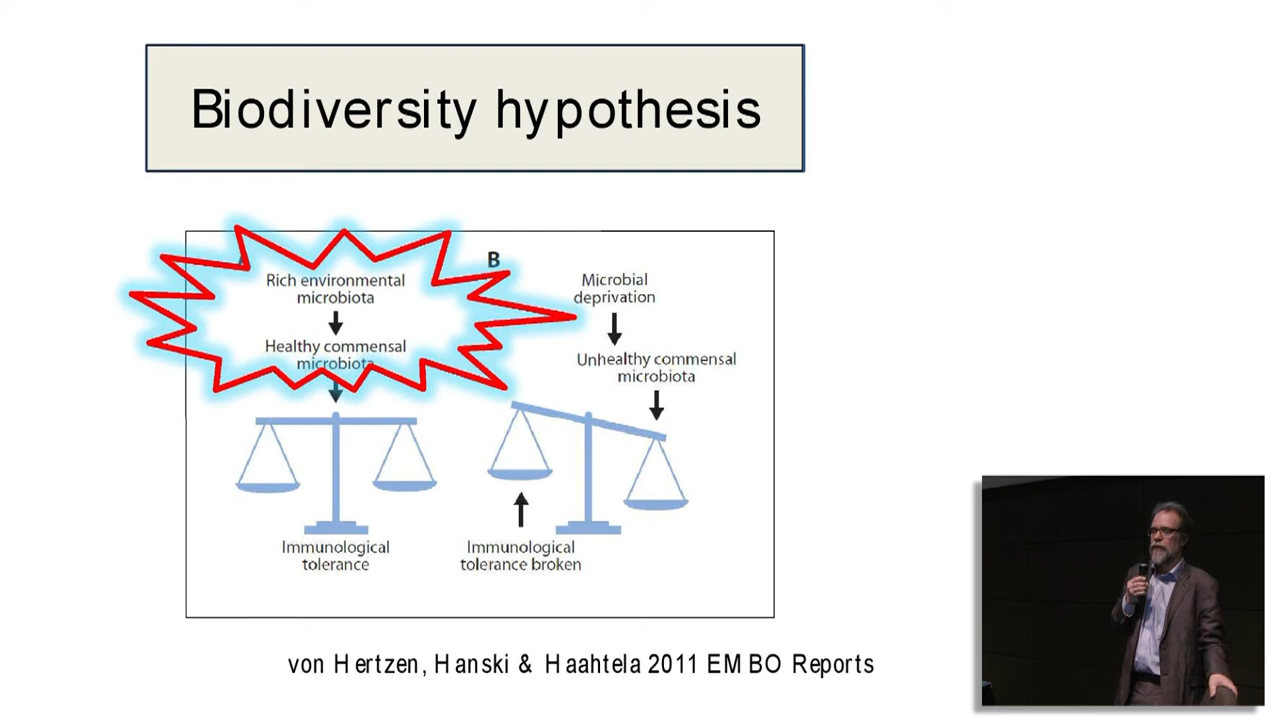 Biodiversity hypothesis
Rich environmental
microbiota
Healthy commensal
microbiota
Immunological
tolerance
B
Microbial
deprivation
Unhealthy commensal
microbiota
Immunological
tolerance broken
von Hertzen, Hanski & Haahtela 2011 EMBO Reports